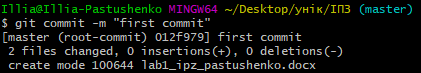 Illia@Illia-Pastushenko MINGW64 ~/Desktop/унік/ІПЗ (master)
$ git commit -m "first commit"
[master (root-commit) 012f979] first commit
 2 files changed, 0 insertions(+), 0 deletions(-)
 create mode 100644 lab1_ipz_pastushenko.docx